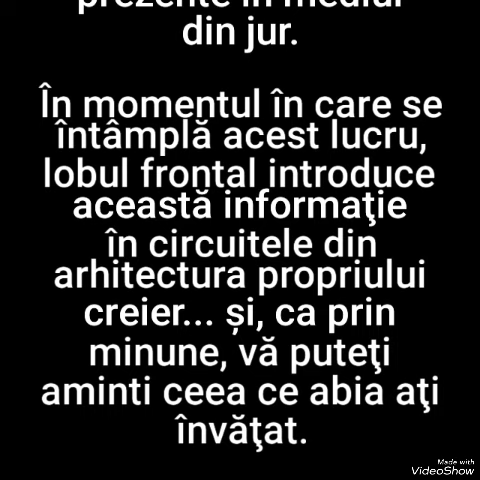 prezente în mediul
din jur.
În momentul în care se
întâmplă acest lucru,
lobul frontal introduce
această informaţie
în circuitele din
arhitectura propriului
creier... și, ca prin
minune, vă puteţi
aminti ceea ce abia aţi
învăţat.
Made with
VideoShow